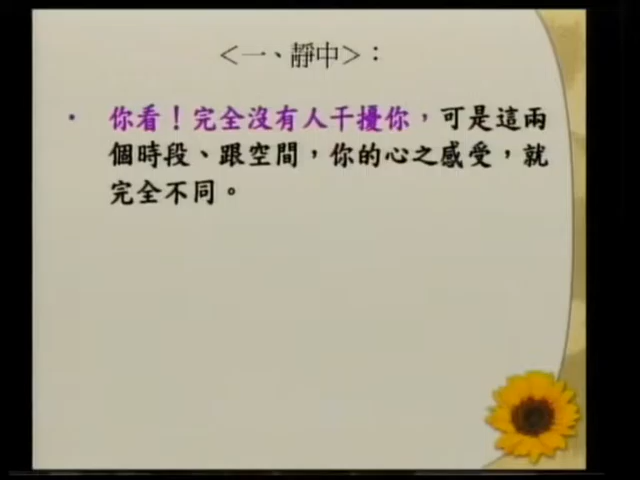 ＜一、靜中＞：
• 你看！完全沒有人干擾你，可是這兩
個時段、跟空間，你的心之感受，就
完全不同。